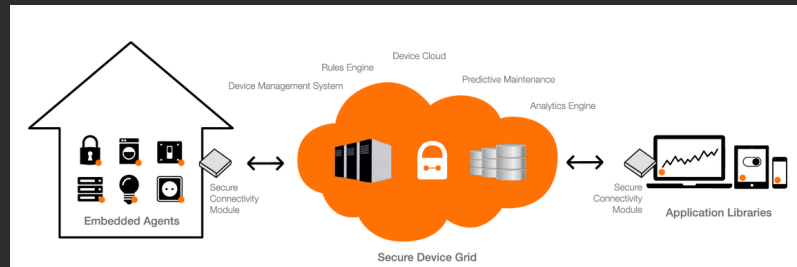 Device Cloud
Rules Engine
Predictive Maintenance
Device Management System
Analytics Engine
Secure
Connectivity
Module
Embedded Agents
Secure
Connectivity
Module
Application Libraries
Secure Device Grid